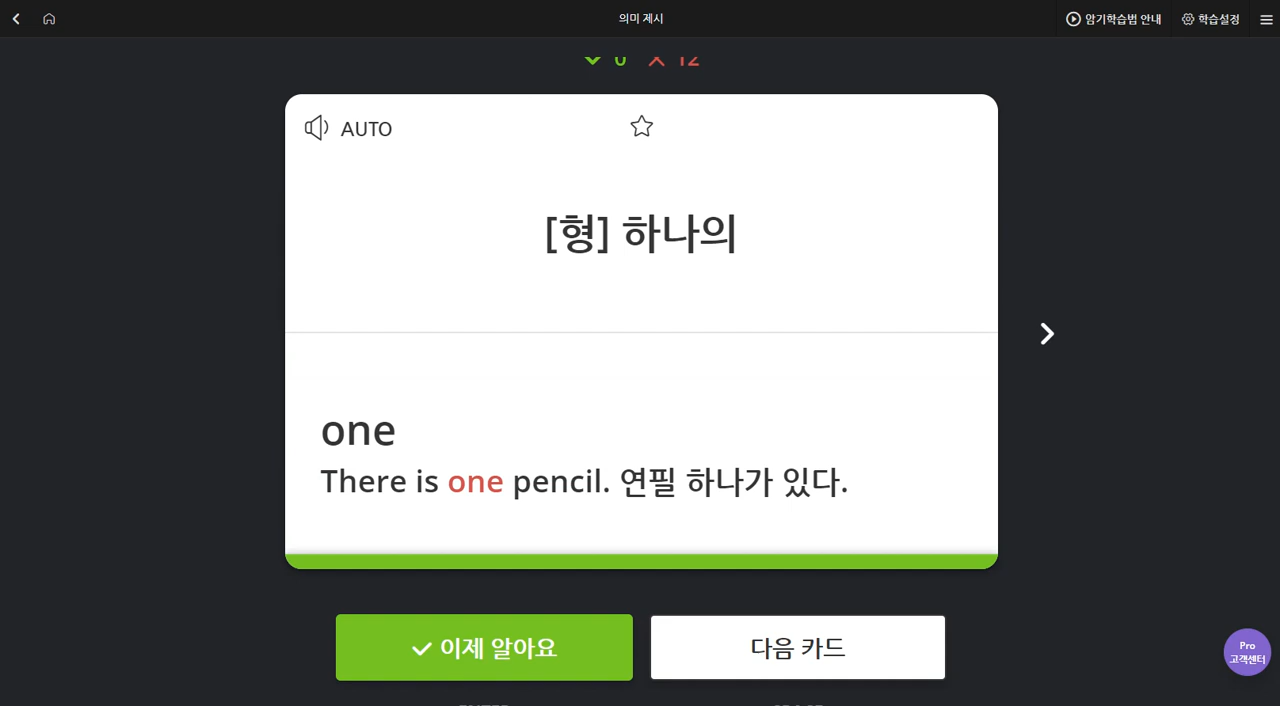 의미 제시
암기학습법 안내
학습설정
AUTO
[형] 하나의
one
There is one pencil. 연필 하나가 있다.
이제 알아요
다음 카드
Pro
고객센터